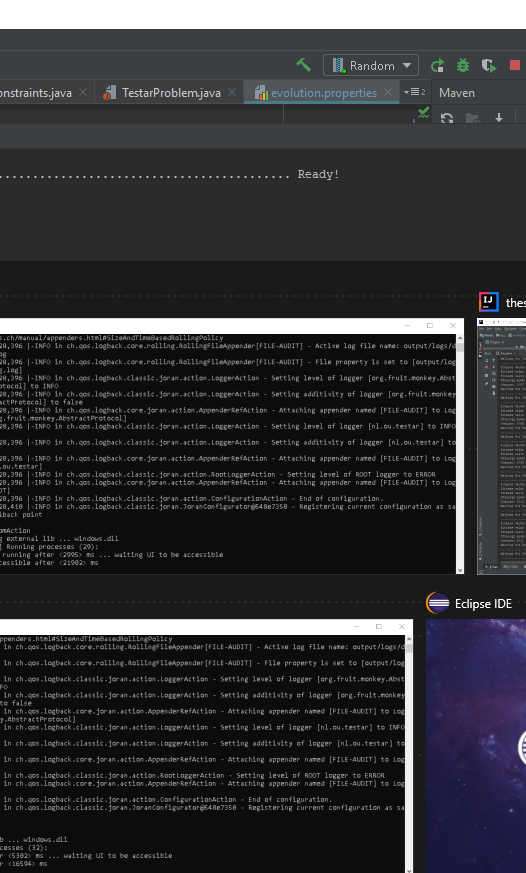 Random
onstraints.java
TestarProblem.java
evolution.properties
2
Maven
Ready!
IJ
thes
s.ch/manual/appenders.html#SizeAndTimeBasedRollingPolicy
28,396 |-INFO in ch.qos.logback.core.rolling.RollingFileAppender[FILE-AUDIT] - Active log file name: output/logs/
og
28,396 |-INFO in ch.qos.logback.core.rolling.RollingFileAppender[FILE-AUDIT] - File property is set to [output/log
g.log]
28,396 |-INFO in ch.qos.logback.classic.joran.action.LoggerAction - Setting level of logger [org.fruit.monkey.Abst
otocol] to INFO
28,396 |-INFO in ch.qos.logback.classic.joran.action.LoggerAction - Setting additivity of logger [org.fruit.monkey
actProtocol] to false
28,396 |-INFO in ch.qos.logback.core.joran.action.AppenderRefAction - Attaching appender named [FILE-AUDIT] to Log
g.fruit.monkey.AbstractProtocol]
28,396 |-INFO in ch.qos.logback.classic.joran.action.LoggerAction - Setting level of logger [nl.ou.testar] to INFO
28,396 |-INFO in ch.qos.logback.classic.joran.action.LoggerAction - Setting additivity of logger [nl.ou.testar] to
28,396 |-INFO in ch.qos.logback.core.joran.action.AppenderRefAction - Attaching appender named [FILE-AUDIT] to Log
.ou.testar]
28,396 |-INFO in ch.qos.logback.classic.joran.action.RootLoggerAction - Setting level of ROOT logger to ERROR
28,396 |-INFO in ch.qos.logback.core.joran.action.AppenderRefAction - Attaching appender named [FILE-AUDIT] to Log
OT]
28,396 |-INFO in ch.qos.logback.classic.joran.action.ConfigurationAction - End of configuration.
28,410 |-INFO in ch.qos.logback.classic.joran.JoranConfigurator@540e7350 - Registering current configuration as sa
lback point
omAction
g external lib ... windows.dll
] Running processes (29):
running after <2995> ms ... waiting UI to be accessible
cessible after <21902> ms
Eclipse IDE
ppenders.html#SizeAndTimeBasedRollingPolicy
in ch.qos.logback.core.rolling.RollingFileAppender[FILE-AUDIT] - Active log file name: output/logs/d
in ch.qos.logback.core.rolling.RollingFileAppender[FILE-AUDIT] - File property is set to [output/log
in ch.qos.logback.classic.joran.action.LoggerAction - Setting level of logger [org.fruit.monkey.Abst
FO
in ch.qos.logback.classic.joran.action.LoggerAction - Setting additivity of logger [org.fruit.monkey
to false
in ch.qos.logback.core.joran.action.AppenderRefAction - Attaching appender named [FILE-AUDIT] to Log
y.AbstractProtocol]
in ch.qos.logback.classic.joran.action.LoggerAction - Setting level of logger [nl.ou.testar] to INFO
in ch.qos.logback.classic.joran.action.LoggerAction - Setting additivity of logger [nl.ou.testar] to
in ch.qos.logback.core.joran.action.AppenderRefAction - Attaching appender named [FILE-AUDIT] to Log
in ch.qos.logback.classic.joran.action.RootLoggerAction - Setting level of ROOT logger to ERROR
in ch.qos.logback.core.joran.action.AppenderRefAction - Attaching appender named [FILE-AUDIT] to Log
in ch.qos.logback.classic.joran.action.ConfigurationAction - End of configuration.
in ch.qos.logback.classic.joran.JoranConfigurator@540e7350 - Registering current configuration as sa
b ... windows.dll
cesses (32):
r <5302> ms ... waiting UI to be accessible
r <16594> ms